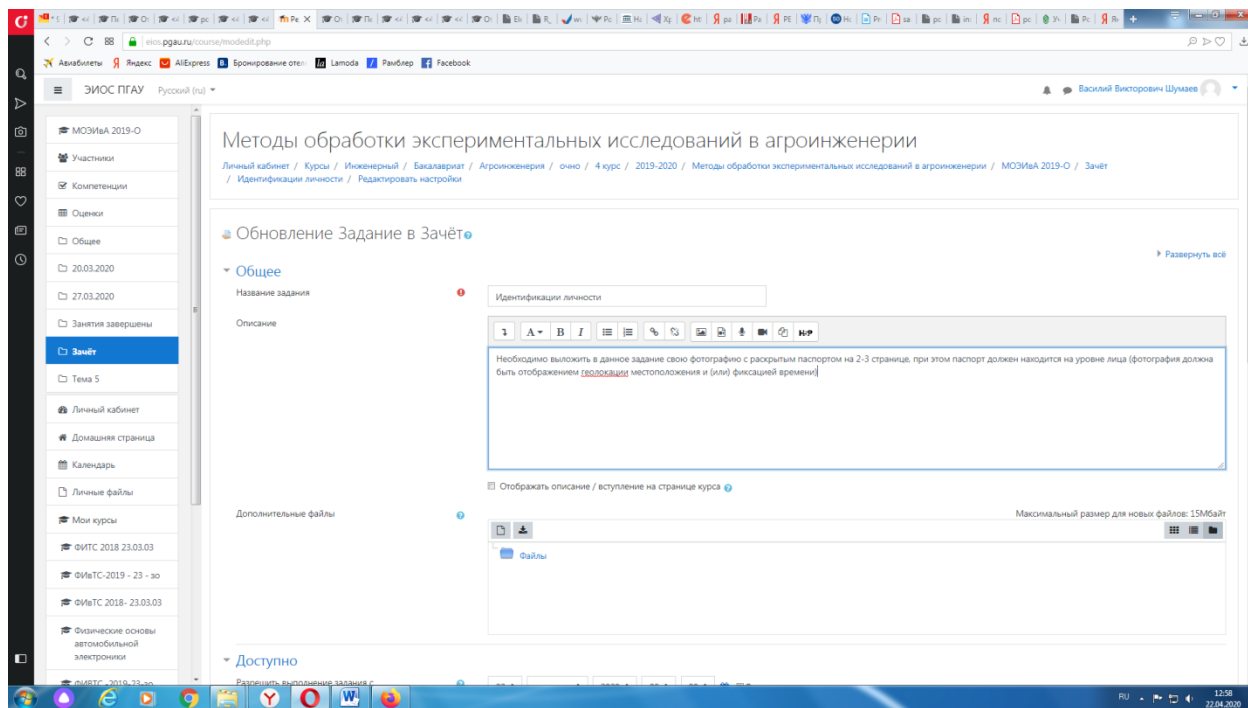 eios.pgau.ru/course/modedit.php
Авиабилеты Яндекс AliExpress Бронирование отел Lamoda Рамблер Facebook
ЭИОС ПГАУ Русский (ru)
Василий Викторович Шумаев
МОЭИвА 2019-О
Участники
Компетенции
Оценки
Общее
20.03.2020
27.03.2020
Занятия завершены
Зачёт
Тема 5
Личный кабинет
Домашняя страница
Календарь
Личные файлы
Мои курсы
ФИТС 2018 23.03.03
ФИвТС-2019 - 23 - зо
ФИвТС 2018- 23.03.03
Физические основы
автомобильной
электроники
ФИВТС -2019-23-зо
Методы обработки экспериментальных исследований в агроинженерии
Личный кабинет / Курсы / Инженерный / Бакалавриат / Агроинженерия / очно / 4 курс / 2019-2020 / Методы обработки экспериментальных исследований в агроинженерии / МОЭИвА 2019-О / Зачёт
/ Идентификации личности / Редактировать настройки
Обновление Задание в Зачёт
Развернуть всё
Общее
Название задания
Идентификации личности
Описание
A B I H-P
Необходимо выложить в данное задание свою фотографию с раскрытым паспортом на 2-3 странице, при этом паспорт должен находится на уровне лица (фотография должна
быть отображением геолокации местоположения и (или) фиксацией времени)
Отображать описание / вступление на странице курса
Дополнительные файлы
Максимальный размер для новых файлов: 15Мбайт
Файлы
Доступно
Разрешить выполнение задания с
RU
12:58
22.04.2020